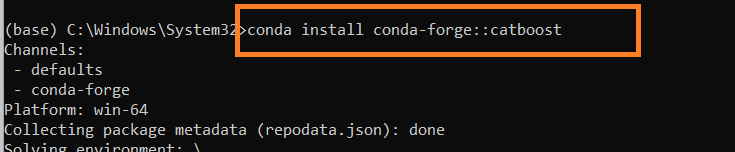 (base) C:\Windows\System32>conda install conda-forge::catboost
Channels:
 - defaults
 - conda-forge
Platform: win-64
Collecting package metadata (repodata.json): done
Solving environment: \